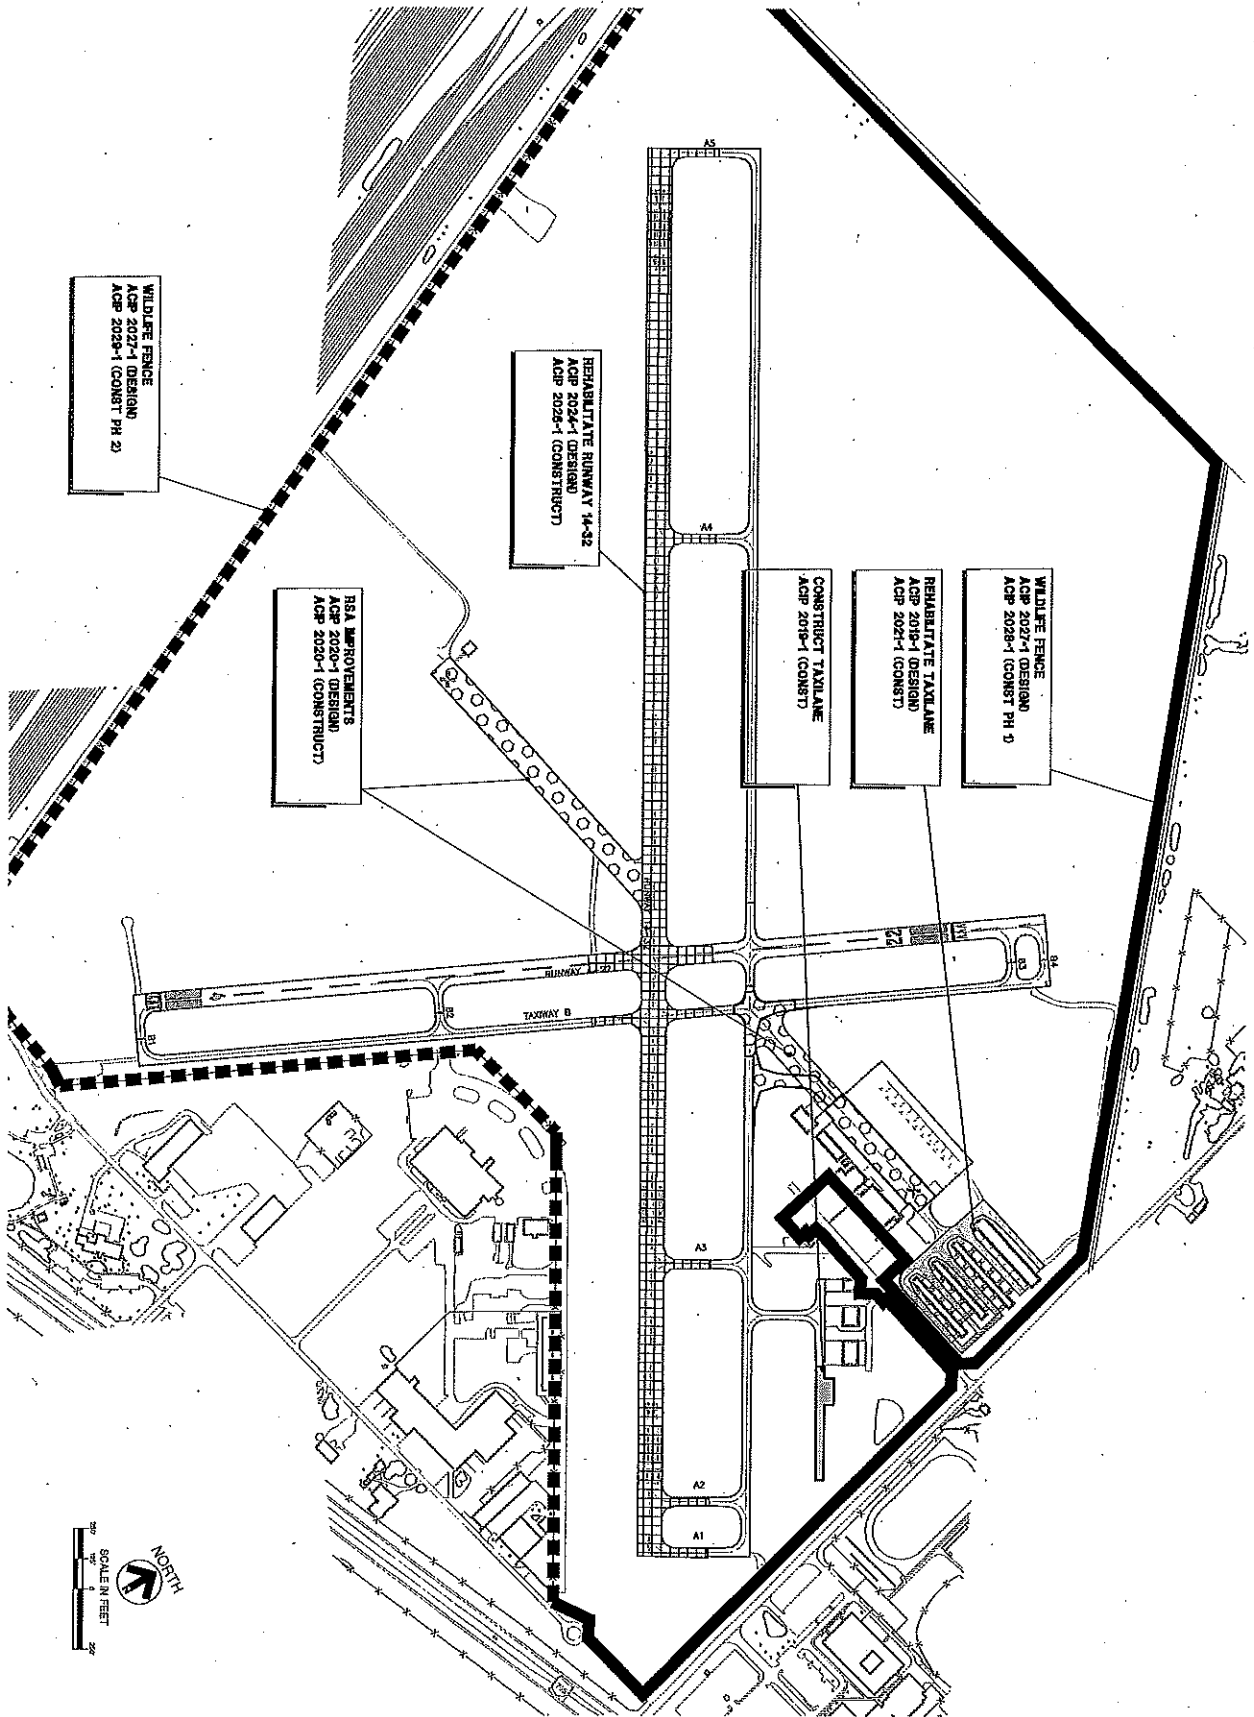 WILDLIFE FENCE
ACIP 2027-1 (DESIGN)
ACIP 2028-1 (CONST PH 1)
REHABILITATE TAXILANE
ACIP 2019-1 (DESIGN)
ACIP 2021-1 (CONST)
CONSTRUCT TAXILANE
ACIP 2019-1 (CONST)
REHABILITATE RUNWAY 14-32
ACIP 2024-1 (DESIGN)
ACIP 2026-1 (CONSTRUCT)
RSA IMPROVEMENTS
ACIP 2020-1 (DESIGN)
ACIP 2020-1 (CONSTRUCT)
WILDLIFE FENCE
ACIP 2027-1 (DESIGN)
ACIP 2029-1 (CONST PH 2)
A5
A4
A3
A2
A1
B4
B3
B2
B1
22
RUNWAY
TAXIWAY B
NORTH
SCALE IN FEET